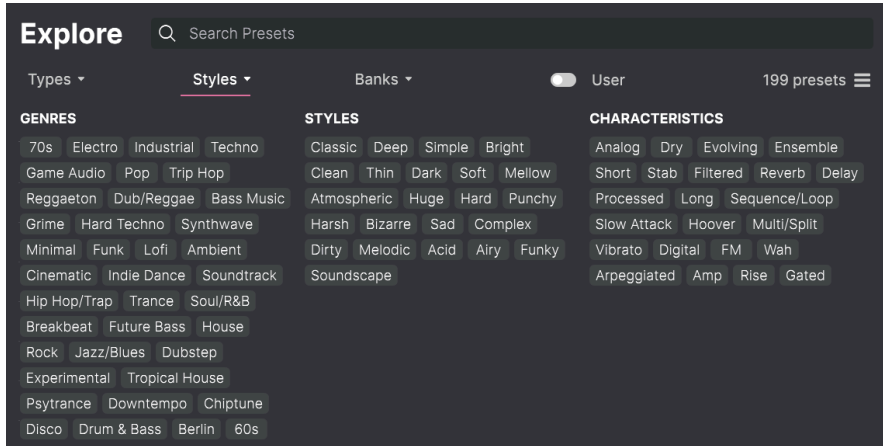 Explore
Search Presets
Types
Styles
Banks
User
199 presets
GENRES
70s Electro Industrial Techno
Game Audio Pop Trip Hop
Reggaeton Dub/Reggae Bass Music
Grime Hard Techno Synthwave
Minimal Funk Lofi Ambient
Cinematic Indie Dance Soundtrack
Hip Hop/Trap Trance Soul/R&B
Breakbeat Future Bass House
Rock Jazz/Blues Dubstep
Experimental Tropical House
Psytrance Downtempo Chiptune
Disco Drum & Bass Berlin 60s
STYLES
Classic Deep Simple Bright
Clean Thin Dark Soft Mellow
Atmospheric Huge Hard Punchy
Harsh Bizarre Sad Complex
Dirty Melodic Acid Airy Funky
Soundscape
CHARACTERISTICS
Analog Dry Evolving Ensemble
Short Stab Filtered Reverb Delay
Processed Long Sequence/Loop
Slow Attack Hoover Multi/Split
Vibrato Digital FM Wah
Arpeggiated Amp Rise Gated